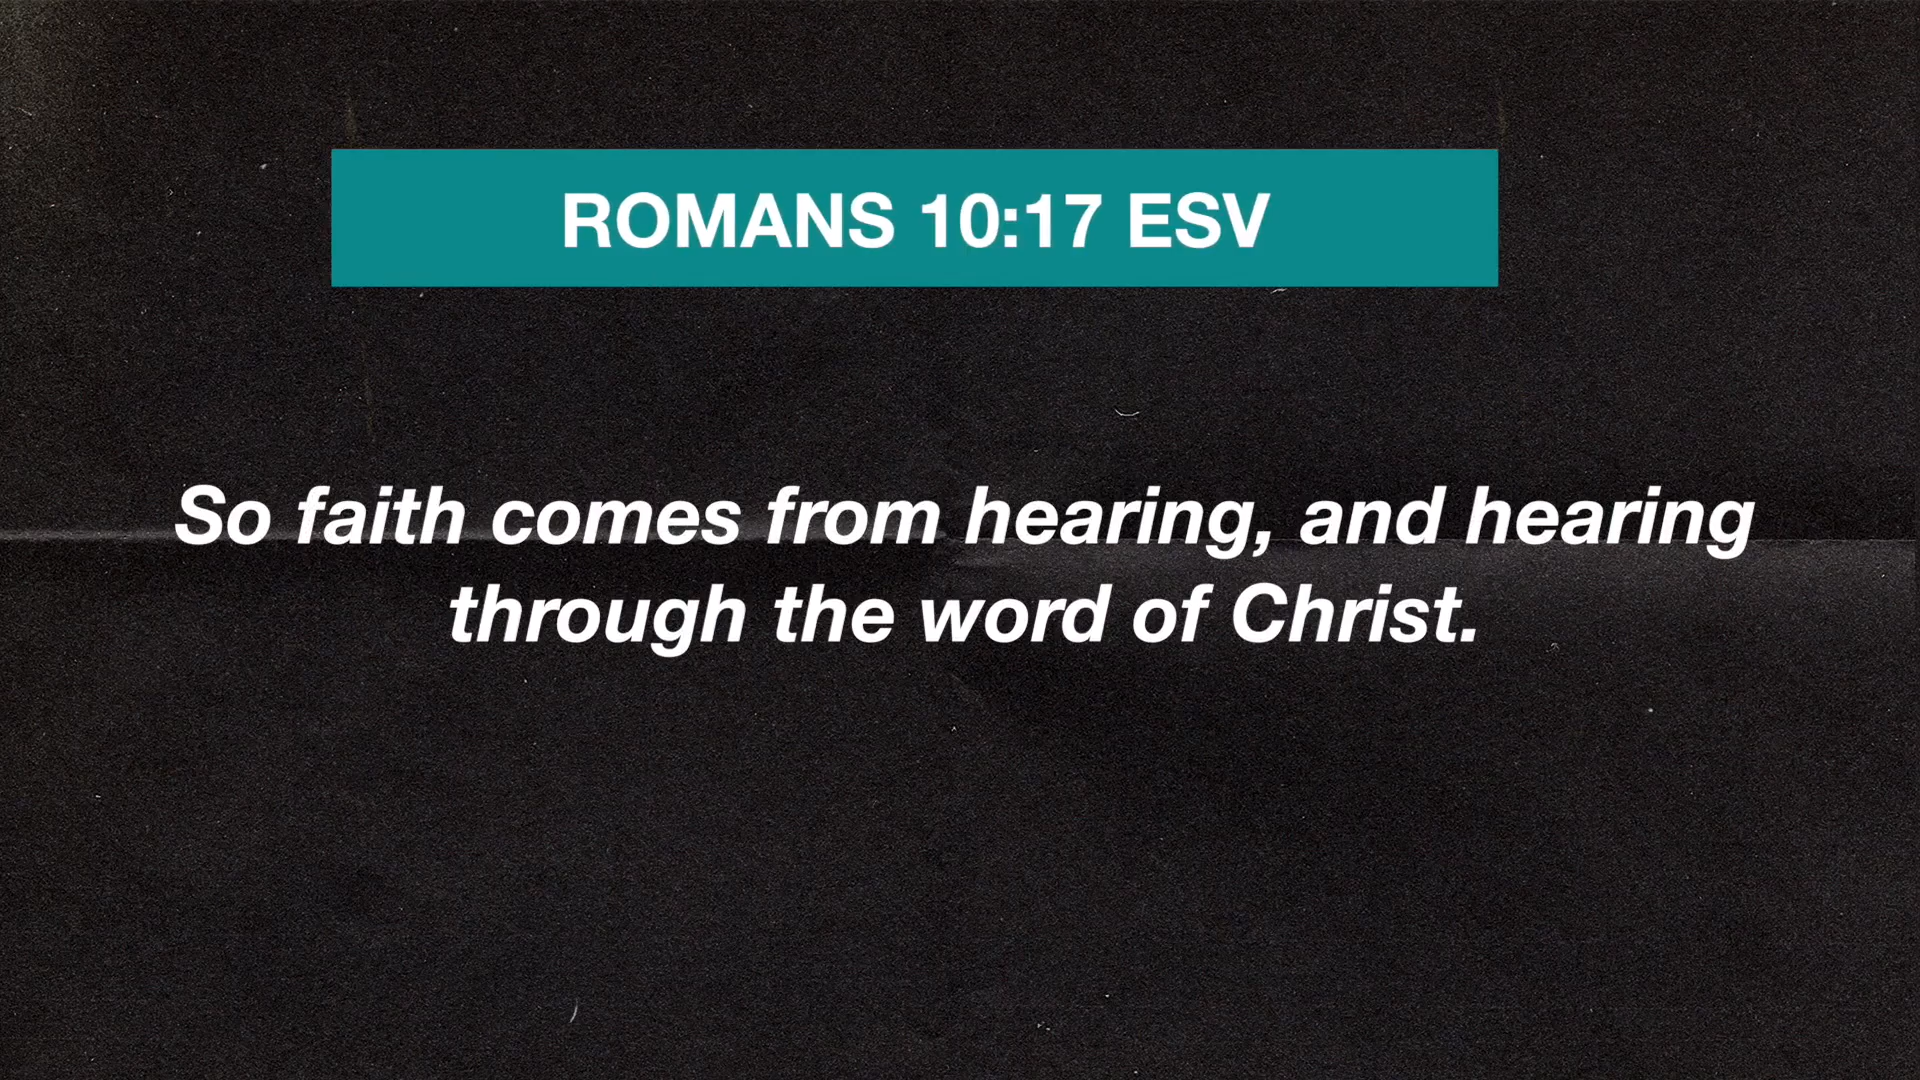 ROMANS 10:17 ESV
So faith comes from hearing, and hearing
through the word of Christ.